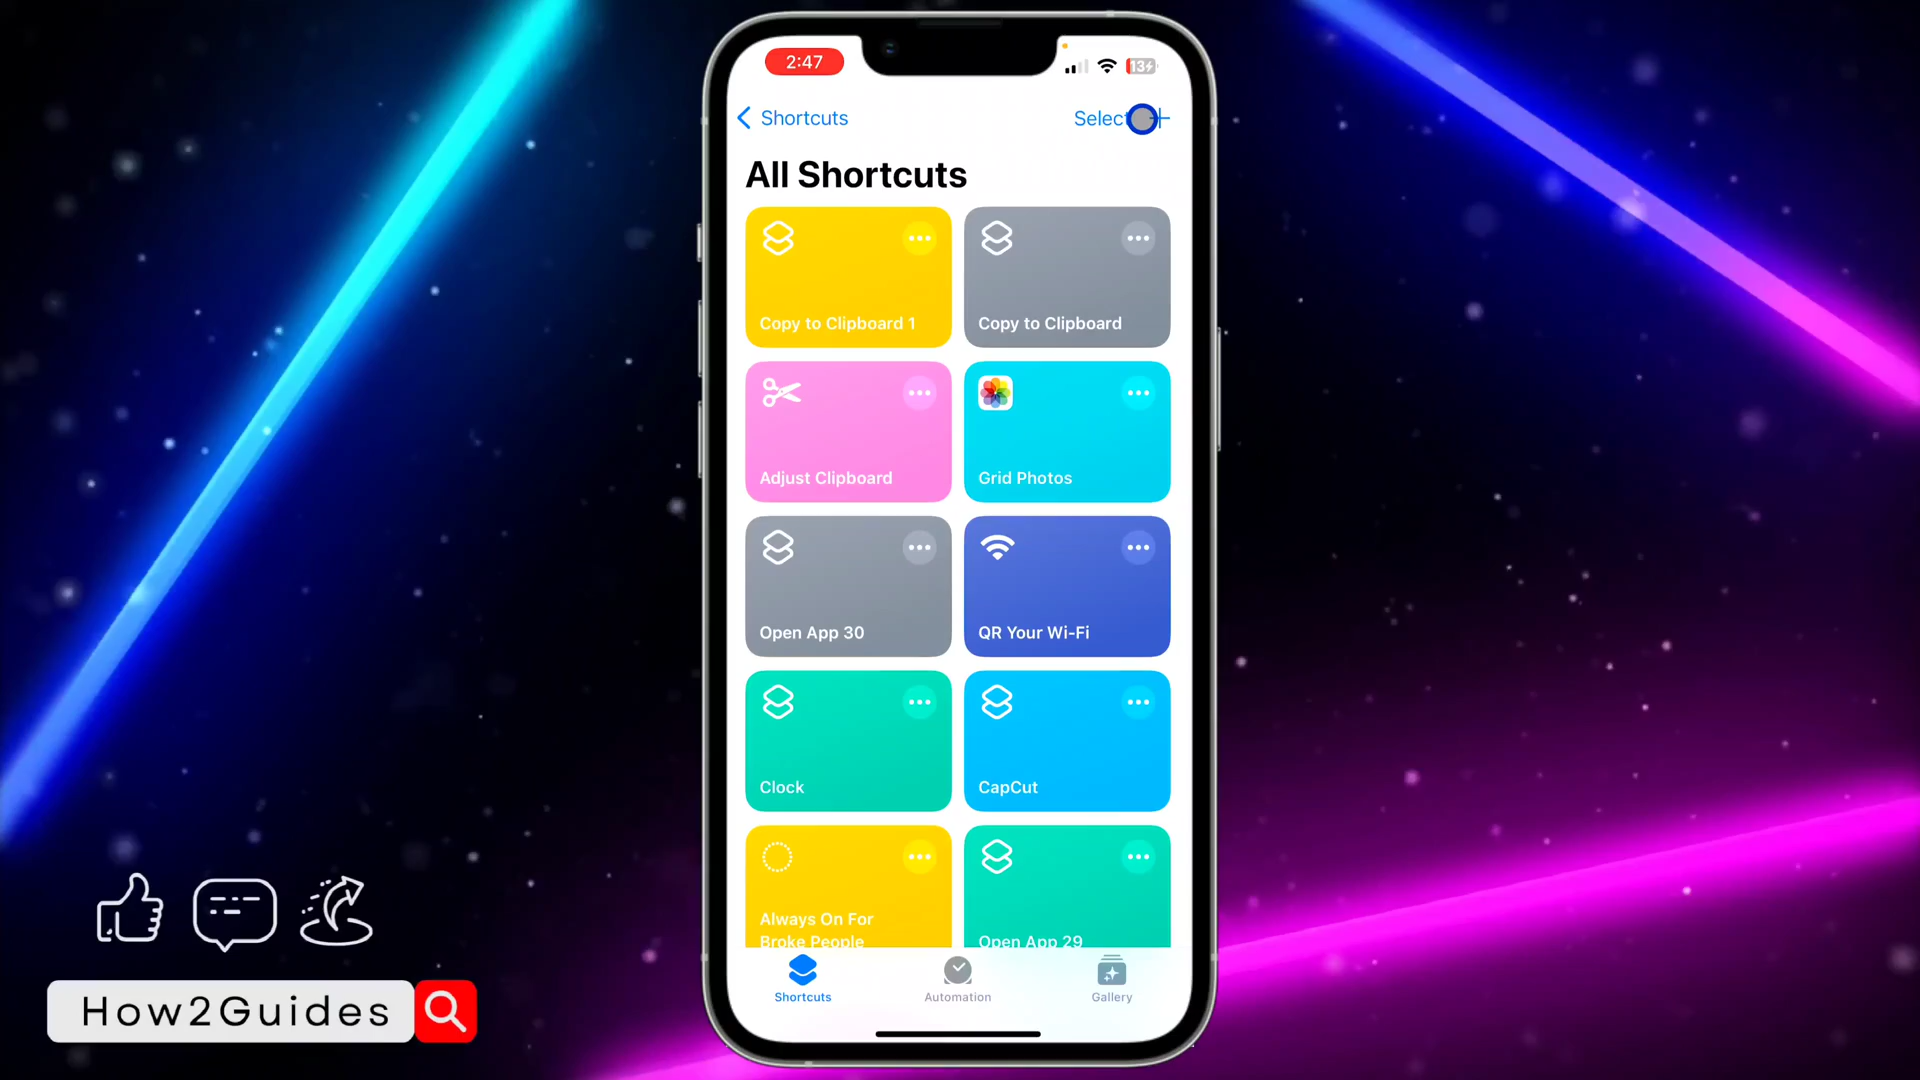 2:47
13
Shortcuts
Select
All Shortcuts
Copy to Clipboard 1
Copy to Clipboard
Adjust Clipboard
Grid Photos
Open App 30
QR Your Wi-Fi
Clock
CapCut
Always On For
Broke People
Open App 29
Shortcuts
Automation
Gallery
How2Guides